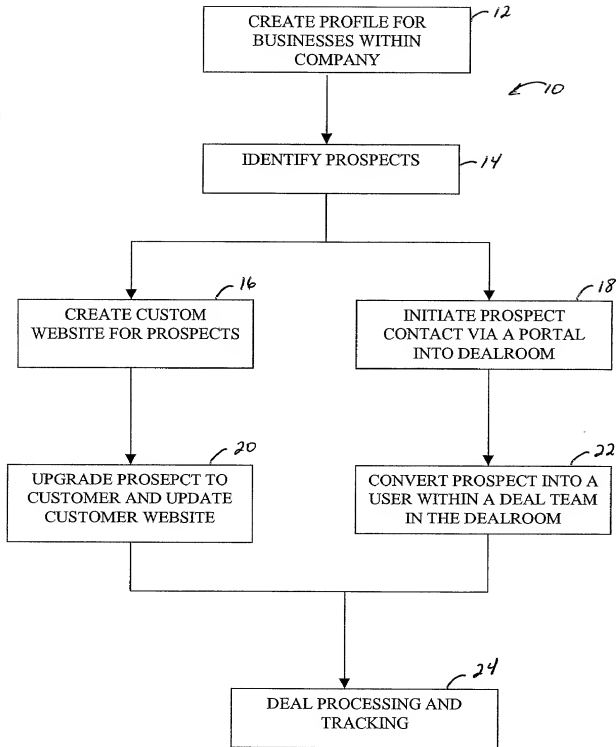 12
CREATE PROFILE FOR
BUSINESSES WITHIN
COMPANY
10
IDENTIFY PROSPECTS
14
16
CREATE CUSTOM
WEBSITE FOR PROSPECTS
18
INITIATE PROSPECT
CONTACT VIA A PORTAL
INTO DEALROOM
20
UPGRADE PROSEPCT TO
CUSTOMER AND UPDATE
CUSTOMER WEBSITE
22
CONVERT PROSPECT INTO A
USER WITHIN A DEAL TEAM
IN THE DEALROOM
24
DEAL PROCESSING AND
TRACKING